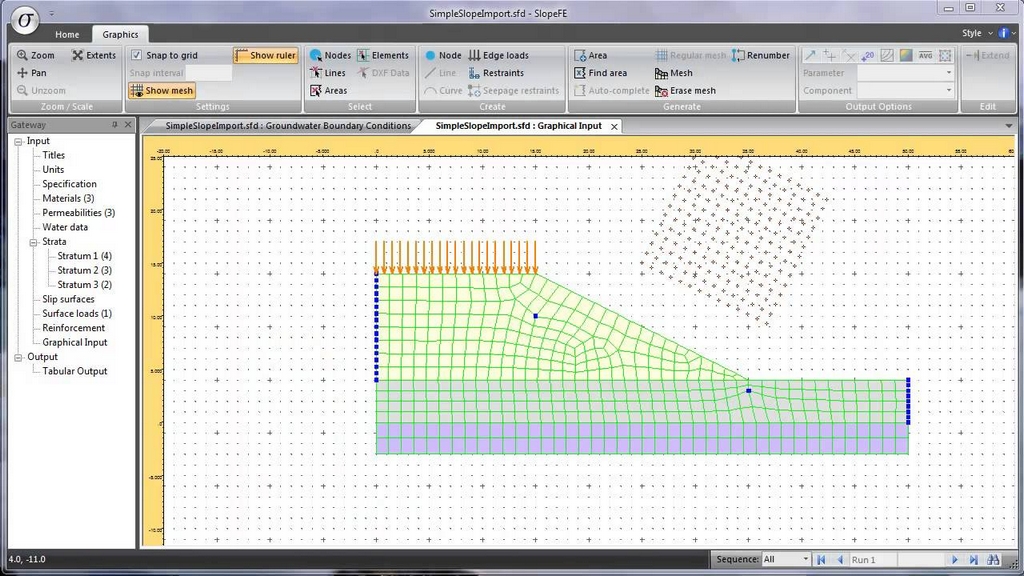 SimpleSlopeImport.sfd - SlopeFE
Home Graphics Style
Zoom Extents
Pan
Unzoom
Zoom / Scale
Snap to grid Show ruler
Snap interval
Show mesh
Settings
Nodes Elements
Lines DXF Data
Areas
Select
Node Edge loads
Line Restraints
Curve Seepage restraints
Create
Area Regular mesh Renumber
Find area Mesh
Auto-complete Erase mesh
Generate
+20 AVG
Parameter
Component
Output Options
Extend
Edit
Gateway
Input
Titles
Units
Specification
Materials (3)
Permeabilities (3)
Water data
Strata
Stratum 1 (4)
Stratum 2 (3)
Stratum 3 (2)
Slip surfaces
Surface loads (1)
Reinforcement
Graphical Input
Output
Tabular Output
SimpleSlopeImport.sfd : Groundwater Boundary Conditions
SimpleSlopeImport.sfd : Graphical Input
4.0, -11.0
Sequence: All Run 1